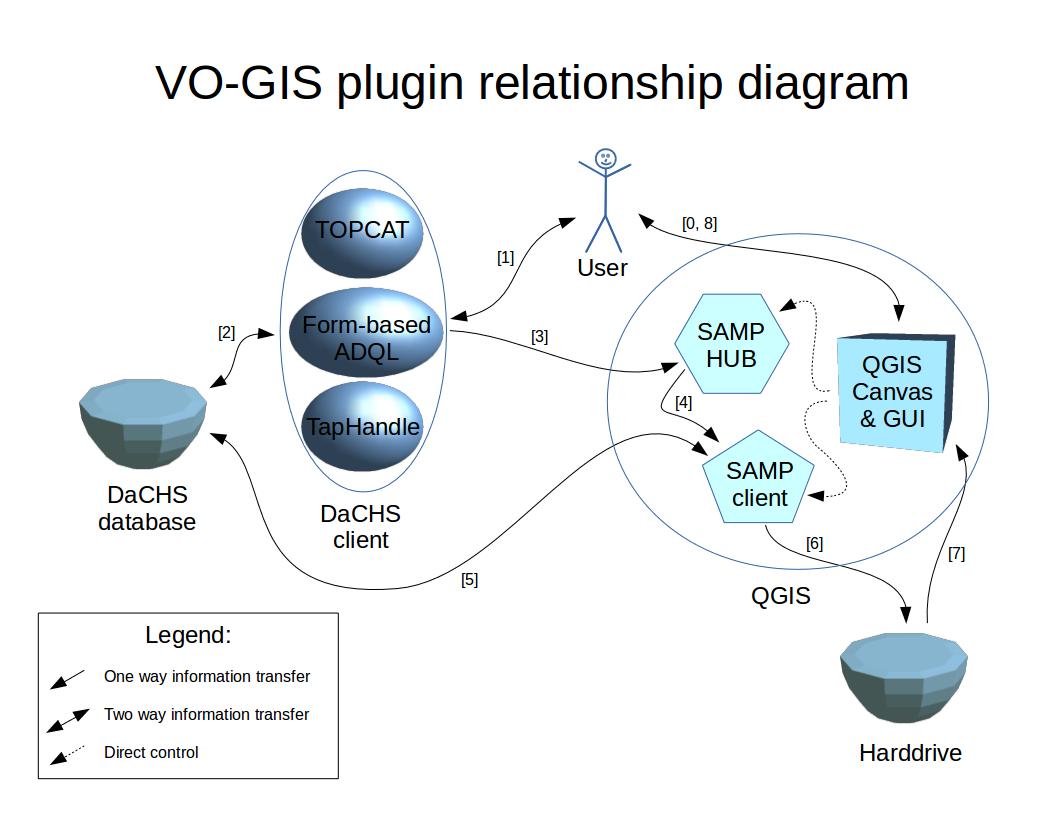 VO-GIS plugin relationship diagram
TOPCAT
Form-based
ADQL
TapHandle
DaCHS
client
[2]
DaCHS
database
[1]
User
[0, 8]
[3]
SAMP
HUB
[4]
SAMP
client
QGIS
Canvas
& GUI
[5]
[6]
[7]
QGIS
Harddrive
Legend:
One way information transfer
Two way information transfer
Direct control